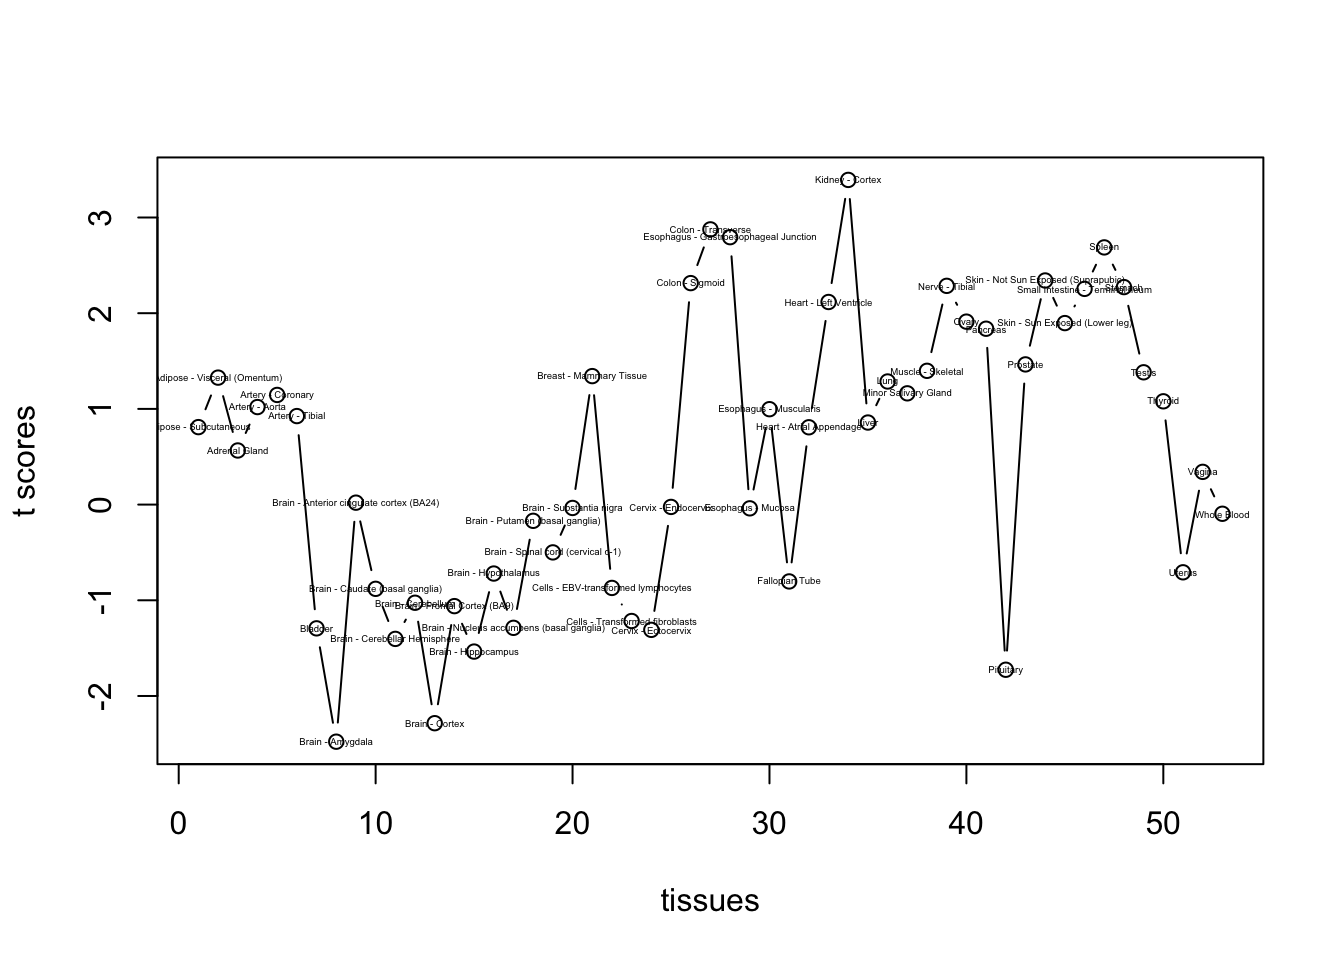 t scores
3
2
1
0
-1
-2
Kidney - Cortex
Colon - Transverse
Esophagus - Gastroesophageal Junction
Spleen
Colon - Sigmoid
Skin - Not Sun Exposed (Suprapubic)
Nerve - Tibial
Small Intestine - Terminal Ileum
Stomach
Heart - Left Ventricle
Ovary
Skin - Sun Exposed (Lower leg)
Pancreas
Prostate
Muscle - Skeletal
Testis
Breast - Mammary Tissue
Adipose - Visceral (Omentum)
Lung
Minor Salivary Gland
Artery - Coronary
Thyroid
Artery - Aorta
Esophagus - Muscularis
Artery - Tibial
Liver
ipose - Subcutaneous
Heart - Atrial Appendage
Adrenal Gland
Vagina
Brain - Anterior cingulate cortex (BA24)
Brain - Substantia nigra
Cervix - Endocervix
Esophagus - Mucosa
Whole Blood
Brain - Putamen (basal ganglia)
Brain - Spinal cord (cervical c-1)
Brain - Hypothalamus
Uterus
Fallopian Tube
Cells - EBV-transformed lymphocytes
Brain - Caudate (basal ganglia)
Brain - Cerebellum
Brain - Frontal Cortex (BA9)
Cells - Transformed fibroblasts
Bladder
Brain - Nucleus accumbens (basal ganglia)
Cervix - Ectocervix
Brain - Cerebellar Hemisphere
Brain - Hippocampus
Pituitary
Brain - Cortex
Brain - Amygdala
0 10 20 30 40 50
tissues